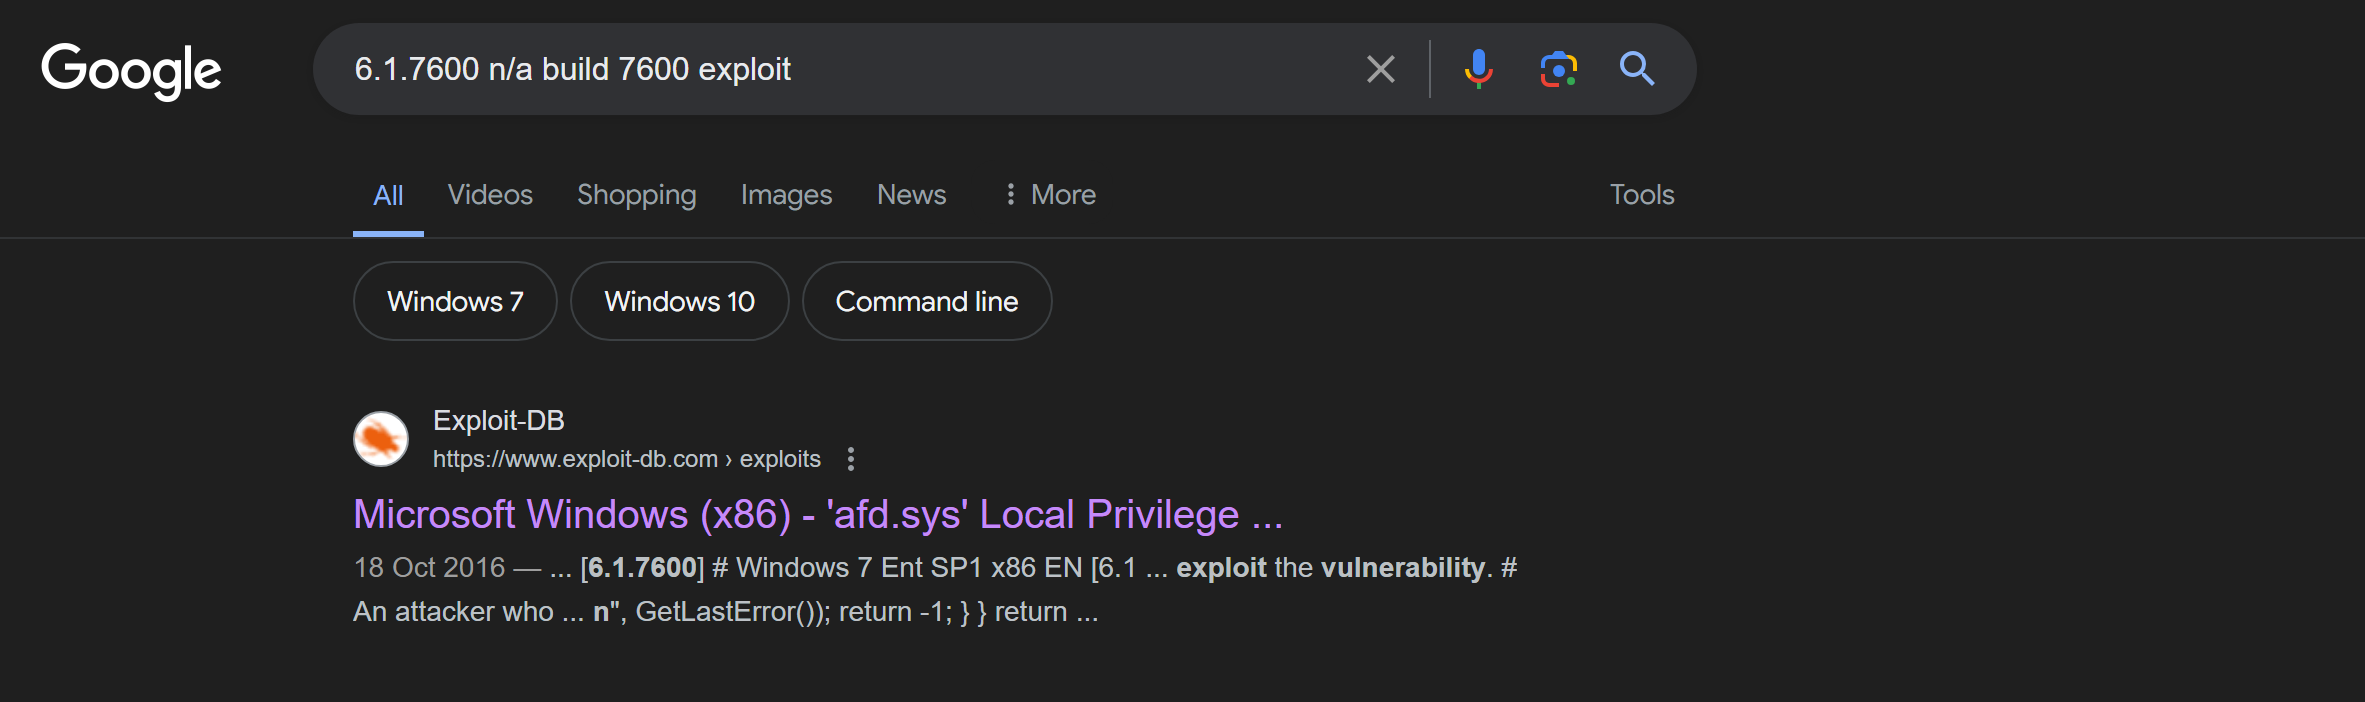 Google
6.1.7600 n/a build 7600 exploit
All Videos Shopping Images News More Tools
Windows 7 Windows 10 Command line
Exploit-DB
https://www.exploit-db.com › exploits
Microsoft Windows (x86) - 'afd.sys' Local Privilege ...
18 Oct 2016 — ... [6.1.7600] # Windows 7 Ent SP1 x86 EN [6.1 ... exploit the vulnerability. #
An attacker who ... n", GetLastError()); return -1; } } return ...